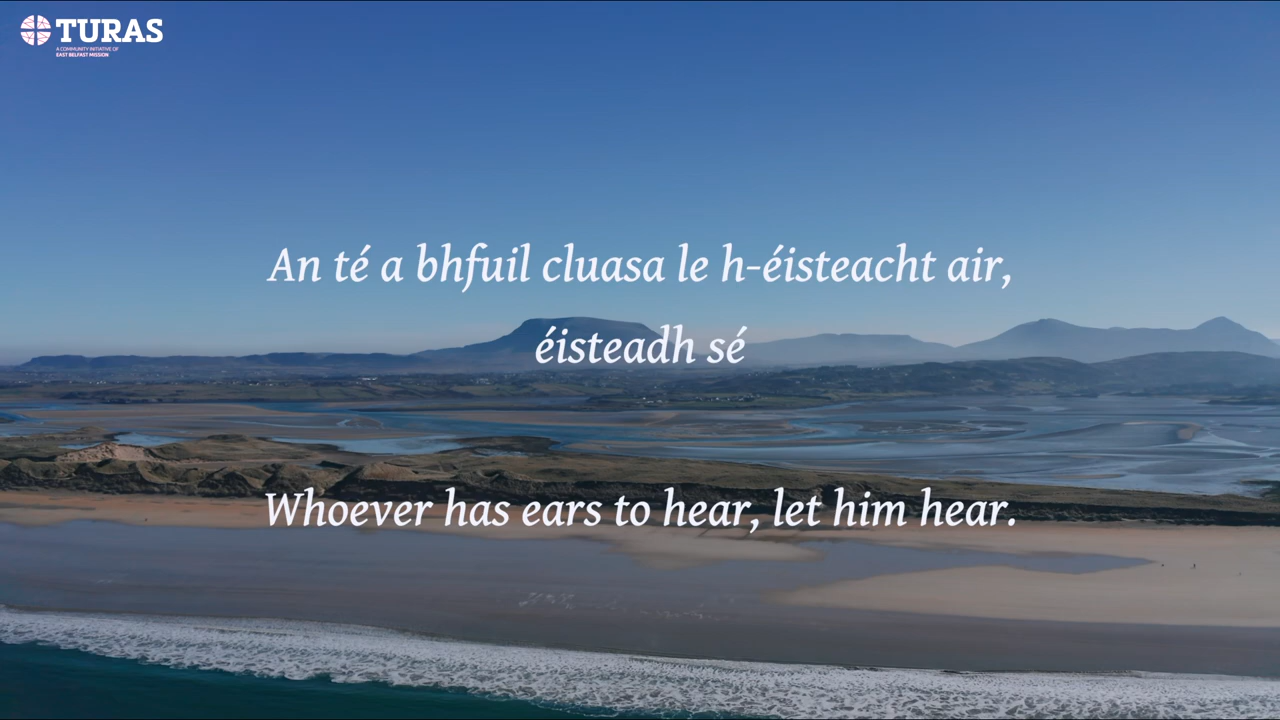 TURAS
A COMMUNITY INITIATIVE OF
EAST BELFAST MISSION
An té a bhfuil cluasa le h-éisteacht air,
éisteadh sé
Whoever has ears to hear, let him hear.